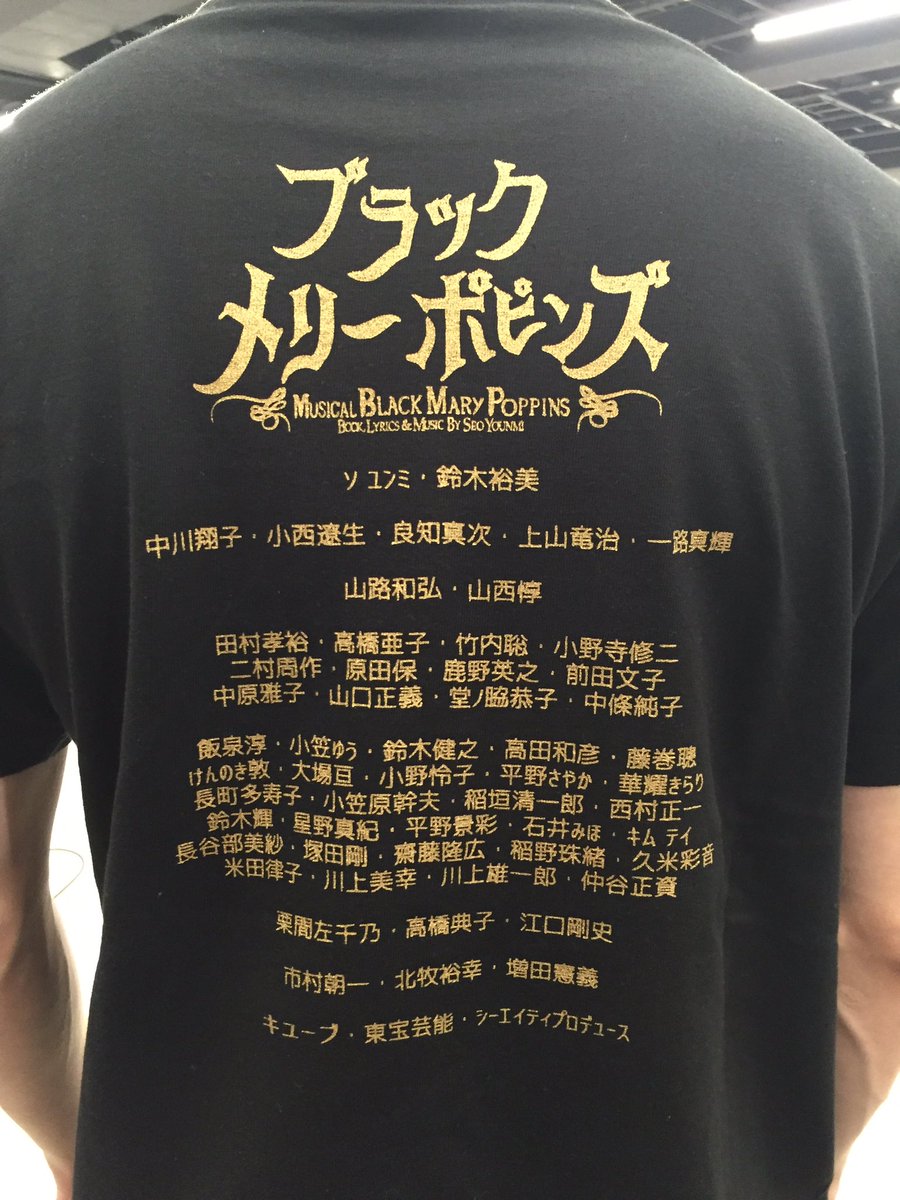 ブラック
メリーポピンズ
MUSICAL BLACK MARY POPPINS
BOOK, LYRICS & MUSIC BY SEO YOUNMI
ソ ユンミ・鈴木裕美
中川翔子・小西遼生・良知真次・上山竜治・一路真輝
山路和弘・山西惇
田村孝裕・高橋亜子・竹内聡・小野寺修二
二村周作・原田保・鹿野英之・前田文子
中原雅子・山口正義・堂ノ脇恭子・中條純子
飯泉淳・小笠ゆう・鈴木健之・高田和彦・藤巻聰
けんのき敦・大場亘・小野怜子・平野さやか・華耀きらり
長町多寿子・小笠原幹夫・稲垣清一郎・西村正一
鈴木輝・星野真紀・平野景彩・石井みほ・キム テイ
長谷部美紗・塚田剛・齋藤隆広・稲野珠緒・久米彩音
米田律子・川上美幸・川上雄一郎・仲谷正資
栗間左千乃・高橋典子・江口剛史
市村朝一・北牧裕幸・増田憲義
キューブ・東宝芸能・シーエイティプロデュース